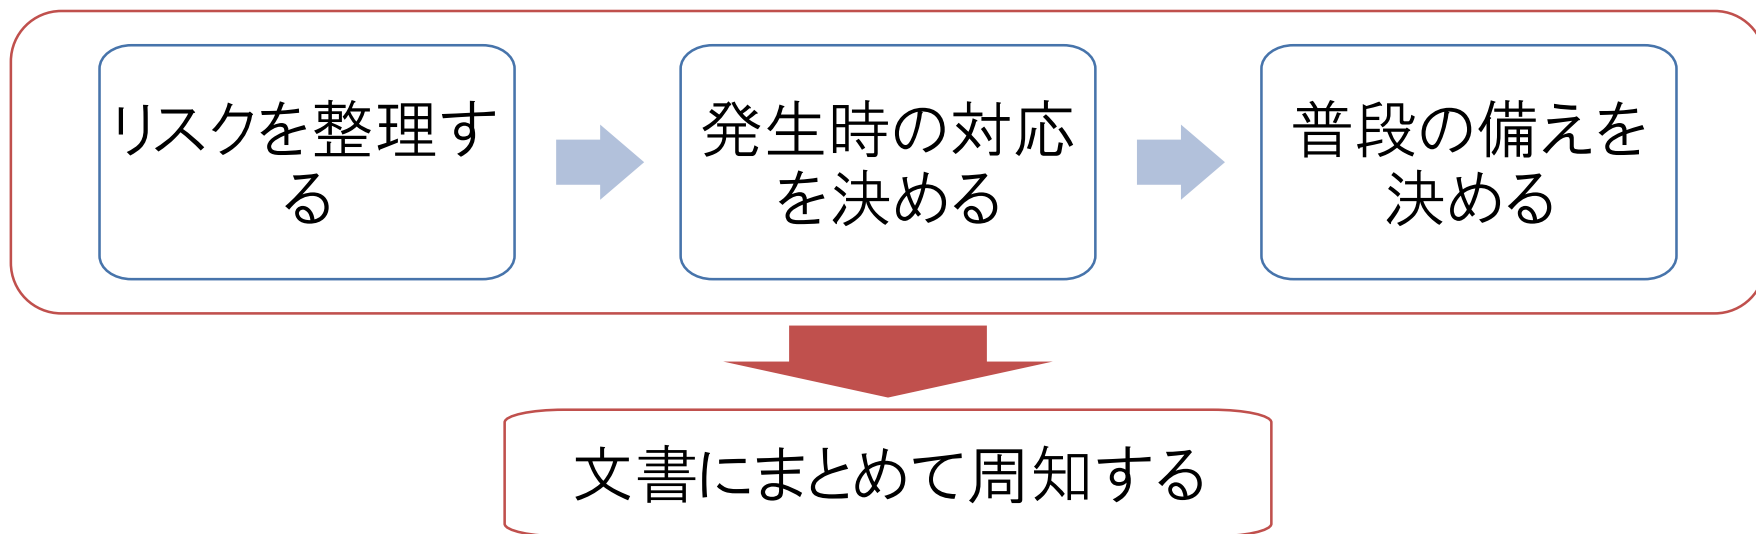 リスクを整理す
る
発生時の対応
を決める
普段の備えを
決める
文書にまとめて周知する